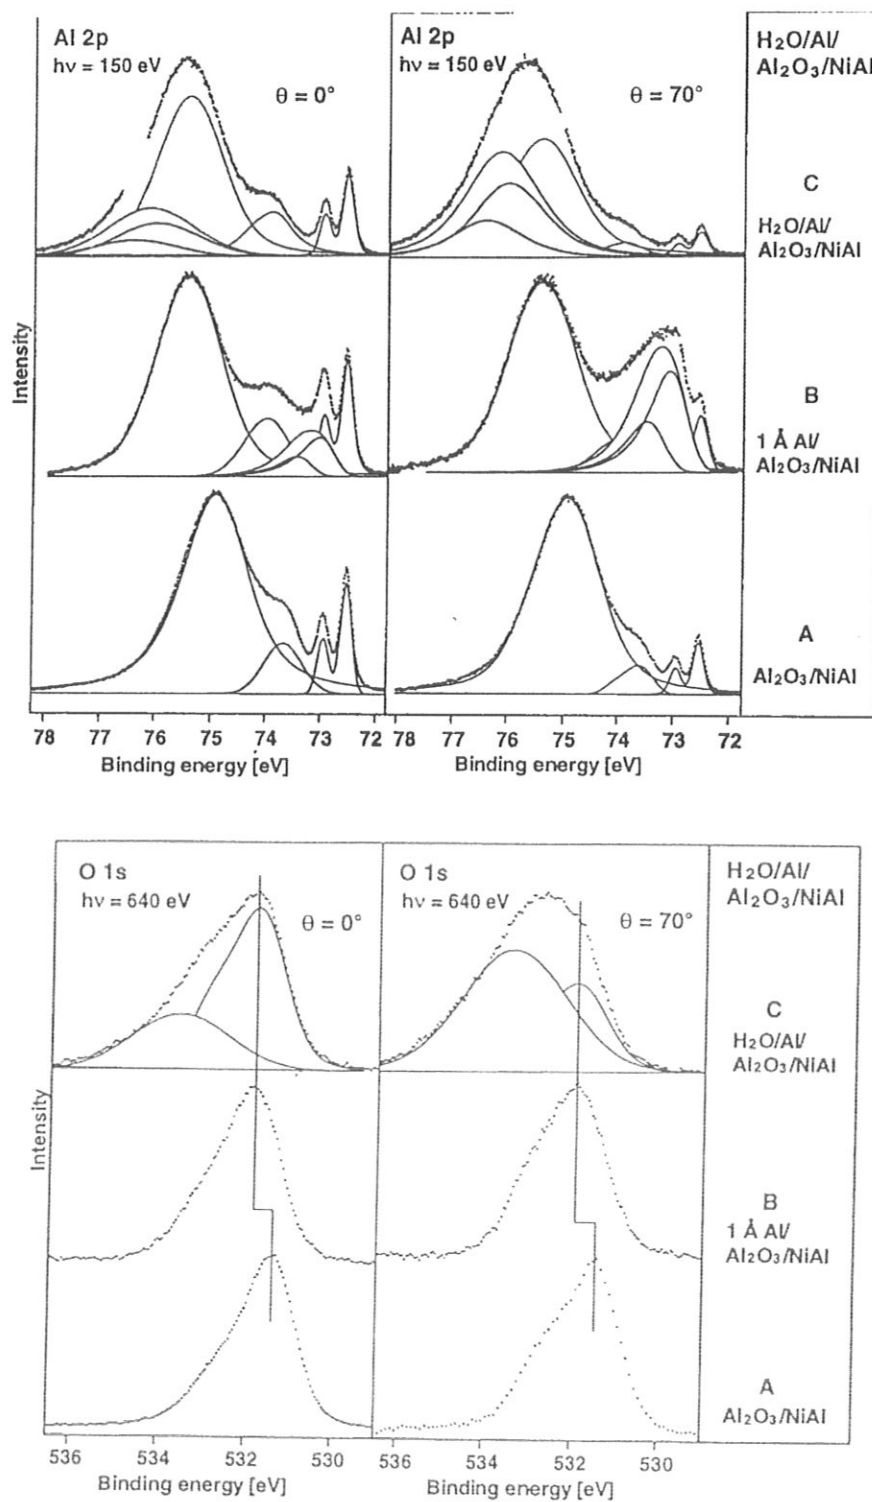 Al 2p
hν = 150 eV
θ = 0°
Al 2p
hν = 150 eV
θ = 70°
H₂O/Al/
Al₂O₃/NiAl
C
H₂O/Al/
Al₂O₃/NiAl
B
1 Å Al/
Al₂O₃/NiAl
A
Al₂O₃/NiAl
Intensity
78 77 76 75 74 73 72
78 77 76 75 74 73 72
Binding energy [eV]
Binding energy [eV]
O 1s
hν = 640 eV
θ = 0°
O 1s
hν = 640 eV
θ = 70°
H₂O/Al/
Al₂O₃/NiAl
C
H₂O/Al/
Al₂O₃/NiAl
B
1 Å Al/
Al₂O₃/NiAl
A
Al₂O₃/NiAl
Intensity
536 534 532 530
536 534 532 530
Binding energy [eV]
Binding energy [eV]